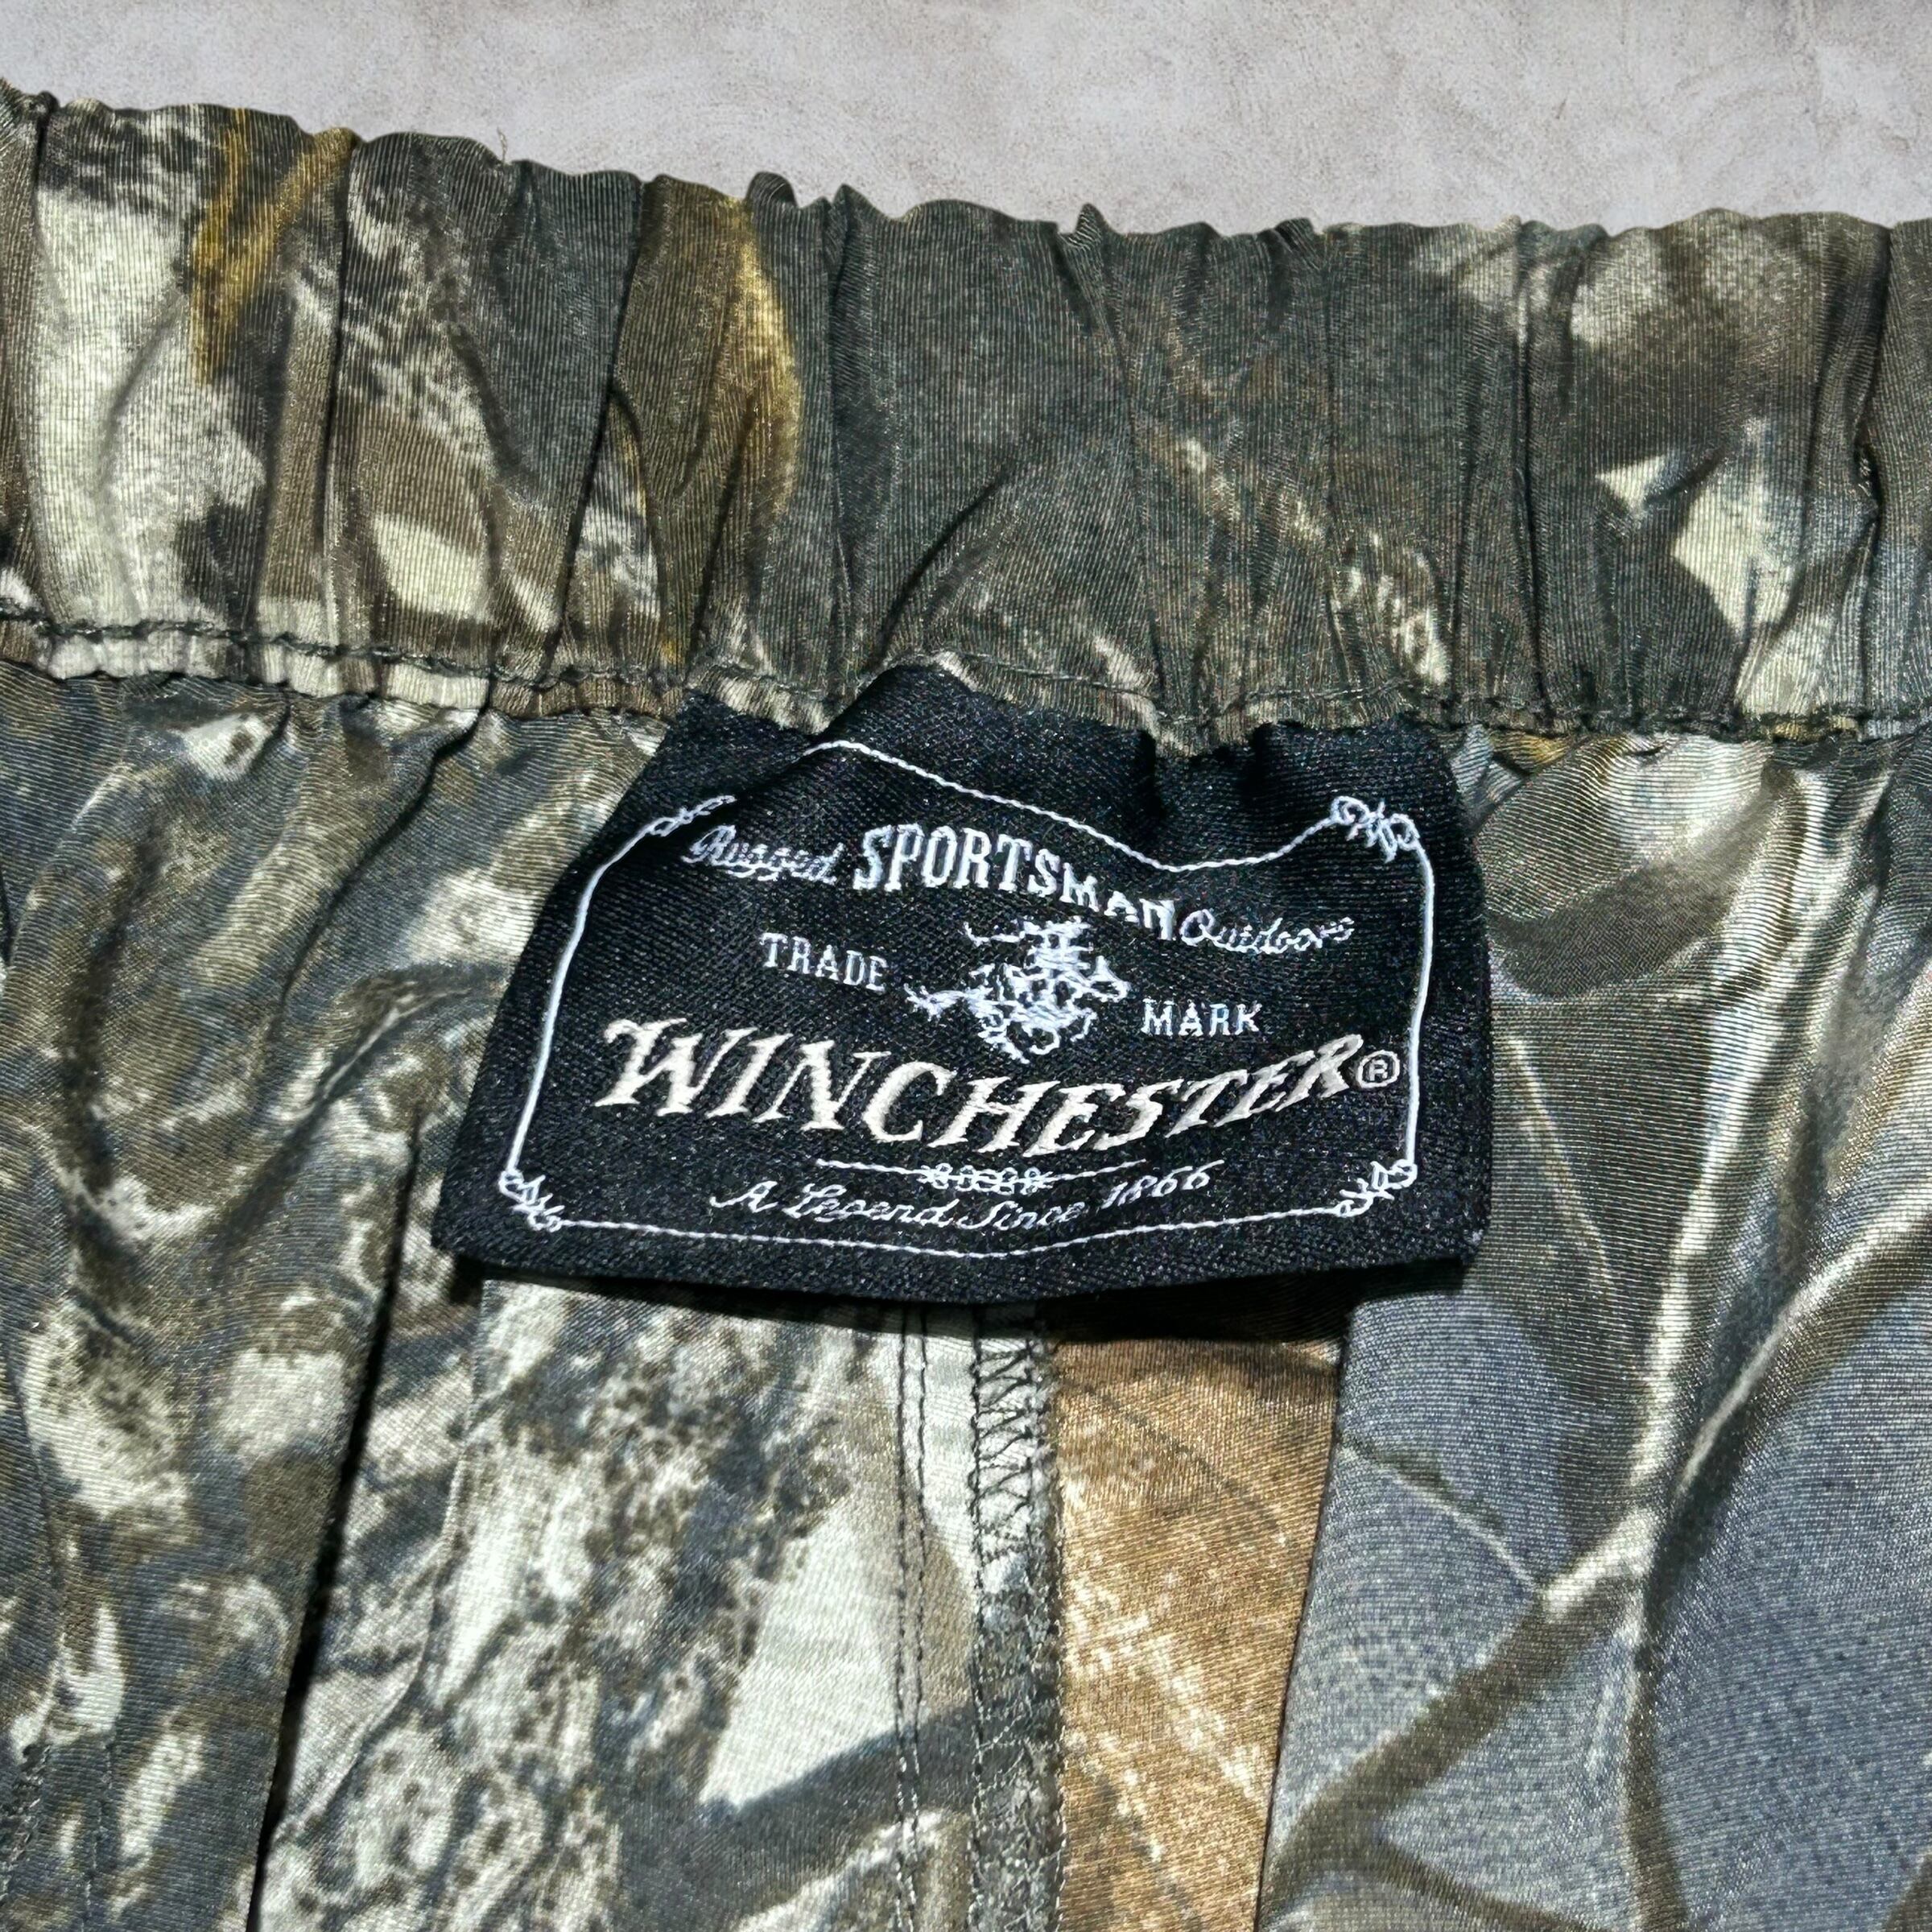 Rugged SPORTSMAN Outdoors
TRADE MARK
WINCHESTER®
A Legend Since 1866